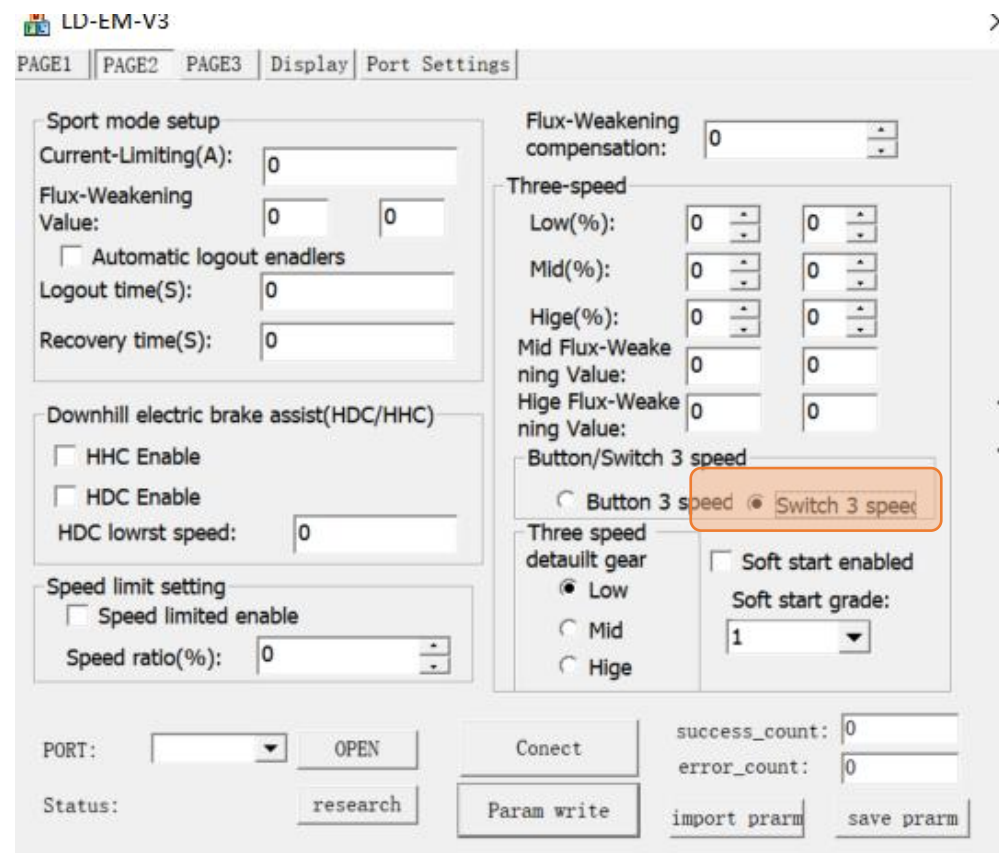 LD-EM-V3
PAGE1 PAGE2 PAGE3 Display Port Settings
Sport mode setup
Current-Limiting(A): 0
Flux-Weakening
Value: 0 0
Automatic logout enadlers
Logout time(S): 0
Recovery time(S): 0
Downhill electric brake assist(HDC/HHC)
HHC Enable
HDC Enable
HDC lowrst speed: 0
Speed limit setting
Speed limited enable
Speed ratio(%): 0
Flux-Weakening
compensation: 0
Three-speed
Low(%): 0 0
Mid(%): 0 0
Hige(%): 0 0
Mid Flux-Weake
ning Value: 0 0
Hige Flux-Weake
ning Value: 0 0
Button/Switch 3 speed
Button 3 speed Switch 3 speed
Three speed
detauilt gear
Low
Mid
Hige
Soft start enabled
Soft start grade:
1
PORT: OPEN
Status: research
Conect
Param write
success_count: 0
error_count: 0
import prarm save prarm